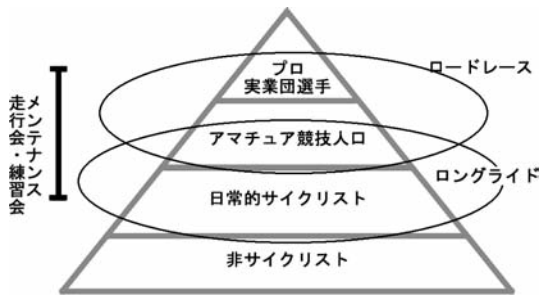 プロ
実業団選手
ロードレース
アマチュア競技人口
ロングライド
日常的サイクリスト
非サイクリスト
メンテナンス
走行会・練習会